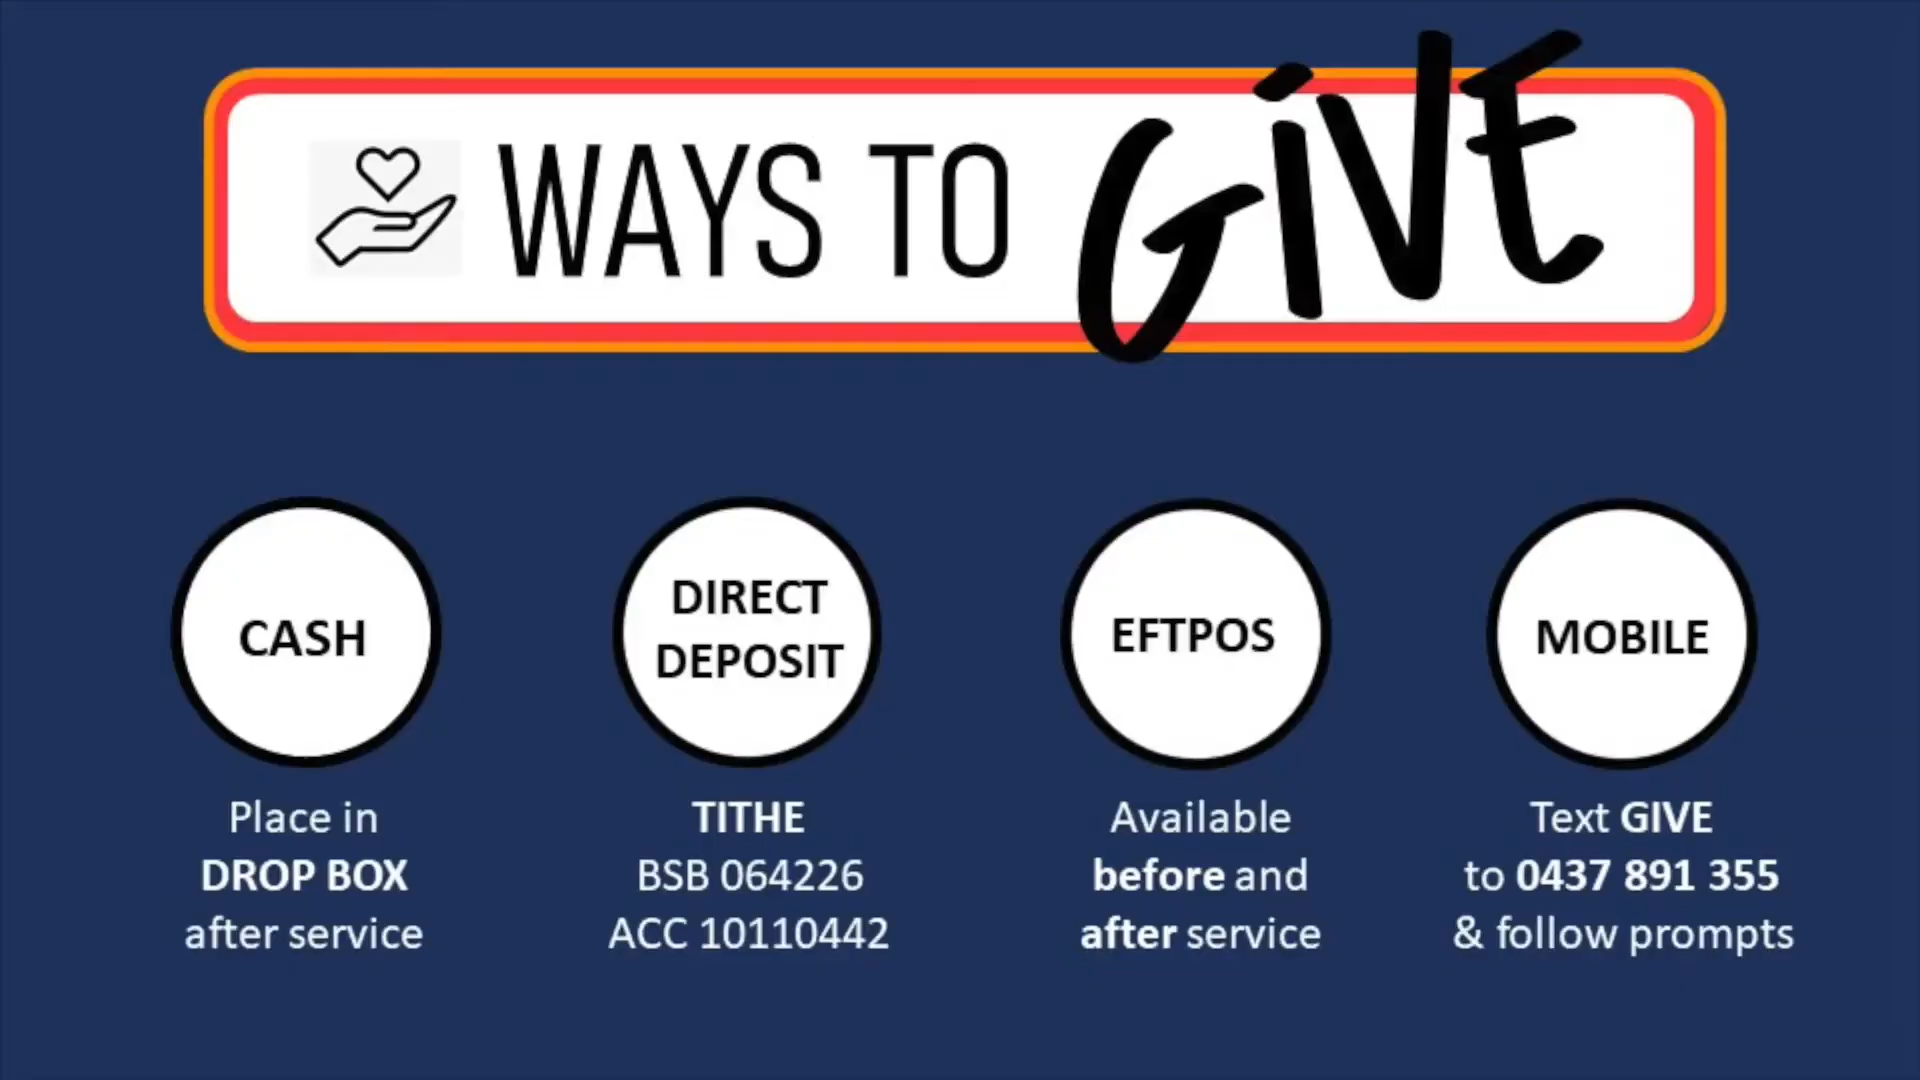 WAYS TO GiVE
CASH
Place in
DROP BOX
after service
DIRECT
DEPOSIT
TITHE
BSB 064226
ACC 10110442
EFTPOS
Available
before and
after service
MOBILE
Text GIVE
to 0437 891 355
& follow prompts